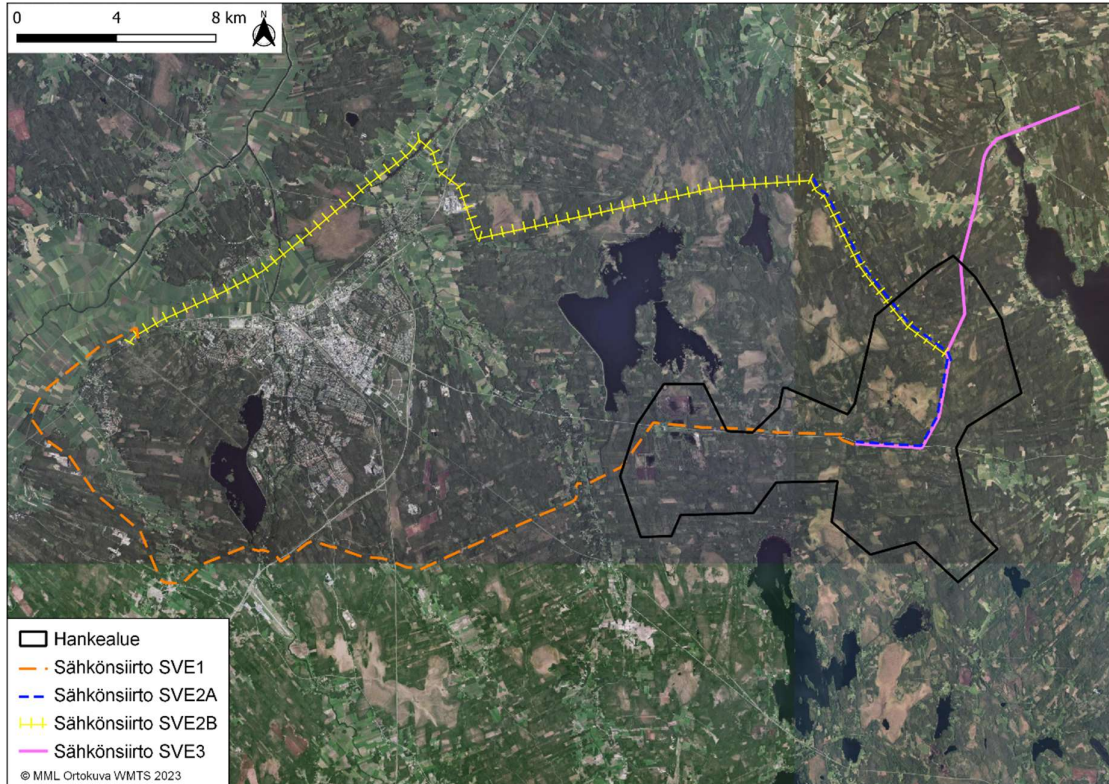 0 4 8 km
N
Hankealue
Sähkönsiirto SVE1
Sähkönsiirto SVE2A
Sähkönsiirto SVE2B
Sähkönsiirto SVE3
© MML Ortokuva WMTS 2023